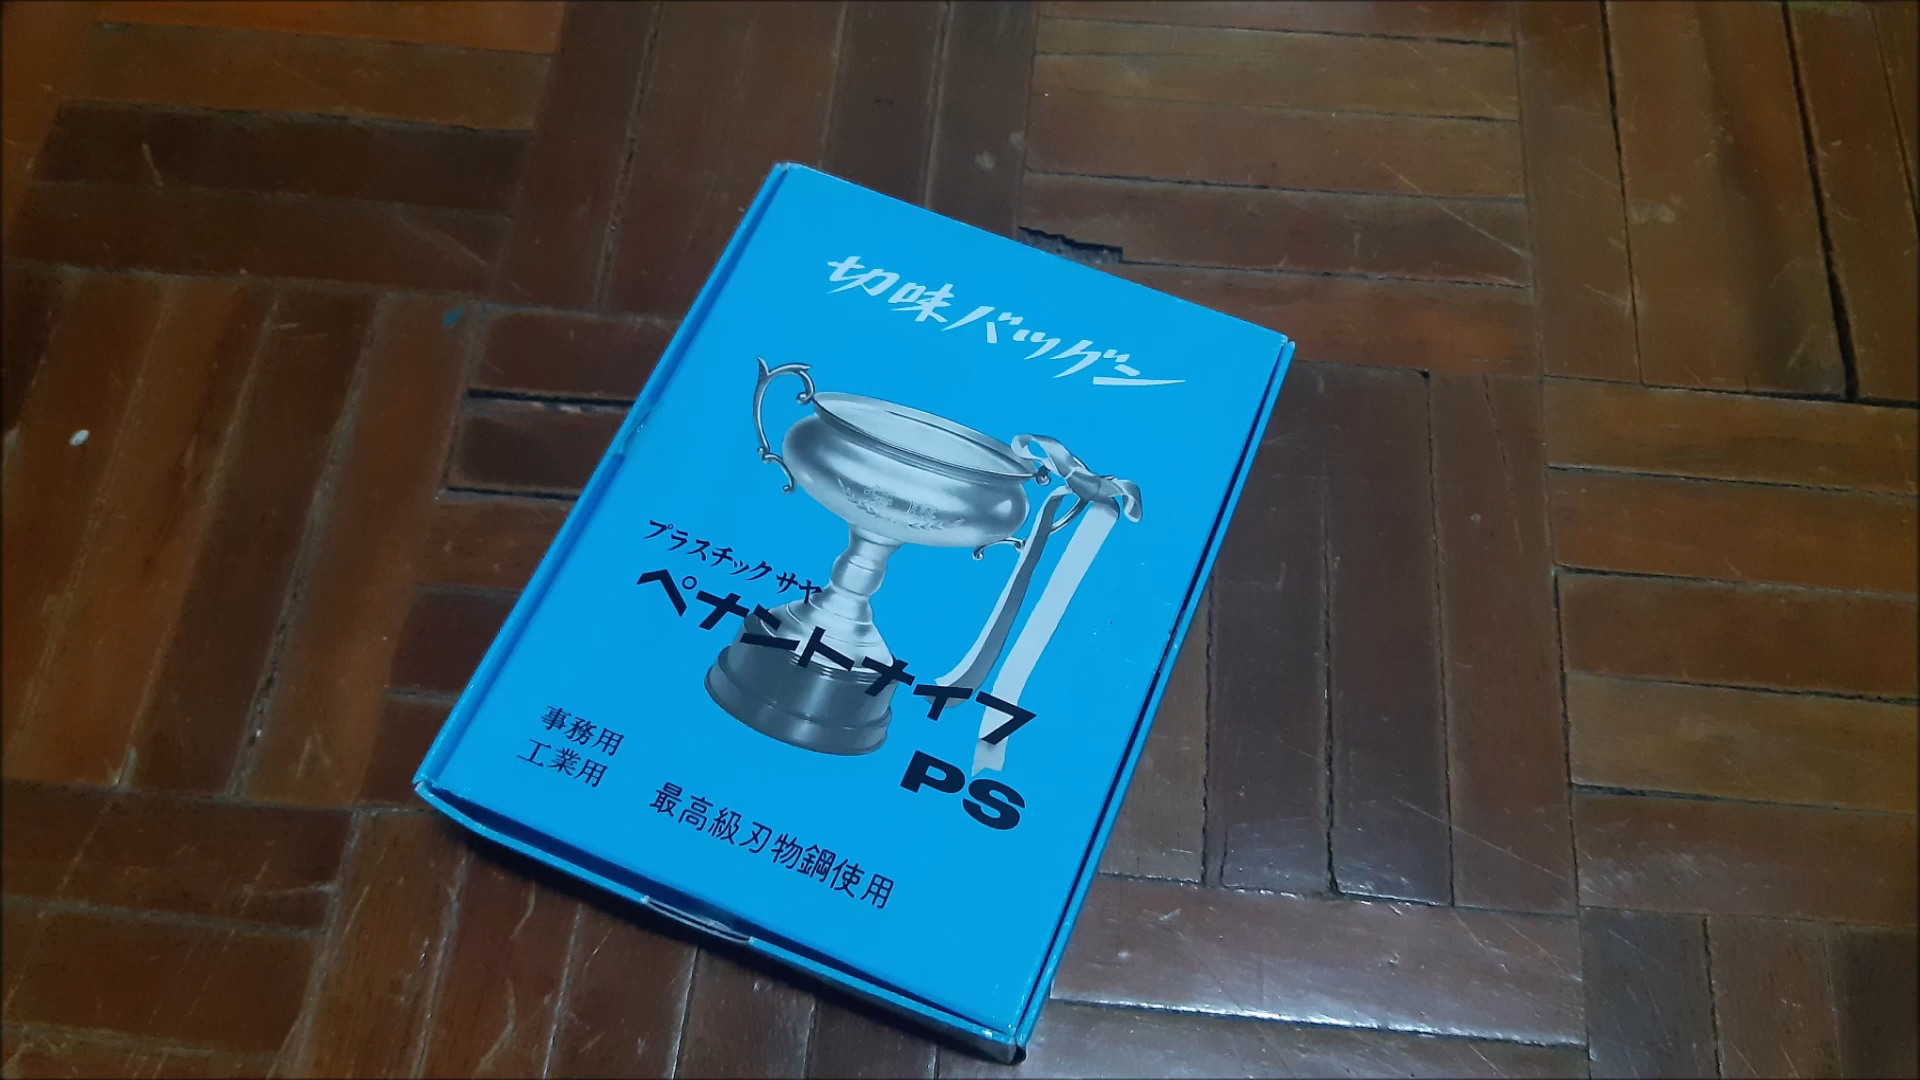 切味バツグン
プラスチックサヤ
ペナントナイフ
PS
事務用
工業用
最高級刃物鋼使用